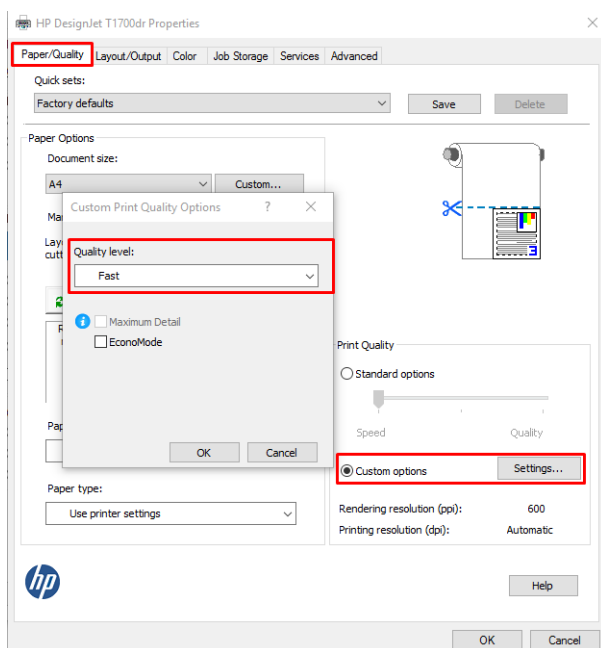 HP DesignJet T1700dr Properties
Paper/Quality Layout/Output Color Job Storage Services Advanced
Quick sets:
Factory defaults
Save
Delete
Paper Options
Document size:
A4
Custom...
Custom Print Quality Options ?
Quality level:
Fast
Maximum Detail
EconoMode
OK
Cancel
Paper type:
Use printer settings
3
Print Quality
Standard options
Speed
Quality
Custom options
Settings...
Rendering resolution (ppi): 600
Printing resolution (dpi): Automatic
hp
Help
OK
Cancel